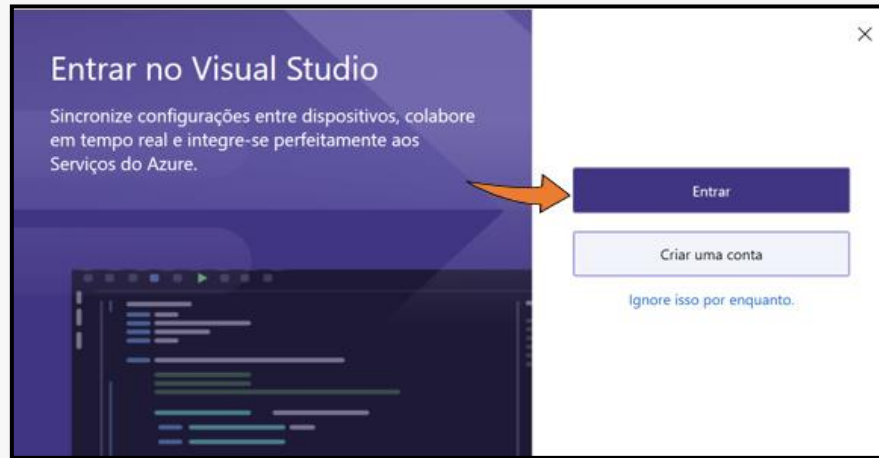 Entrar no Visual Studio
Sincronize configurações entre dispositivos, colabore
em tempo real e integre-se perfeitamente aos
Serviços do Azure.
Entrar
Criar uma conta
Ignore isso por enquanto.